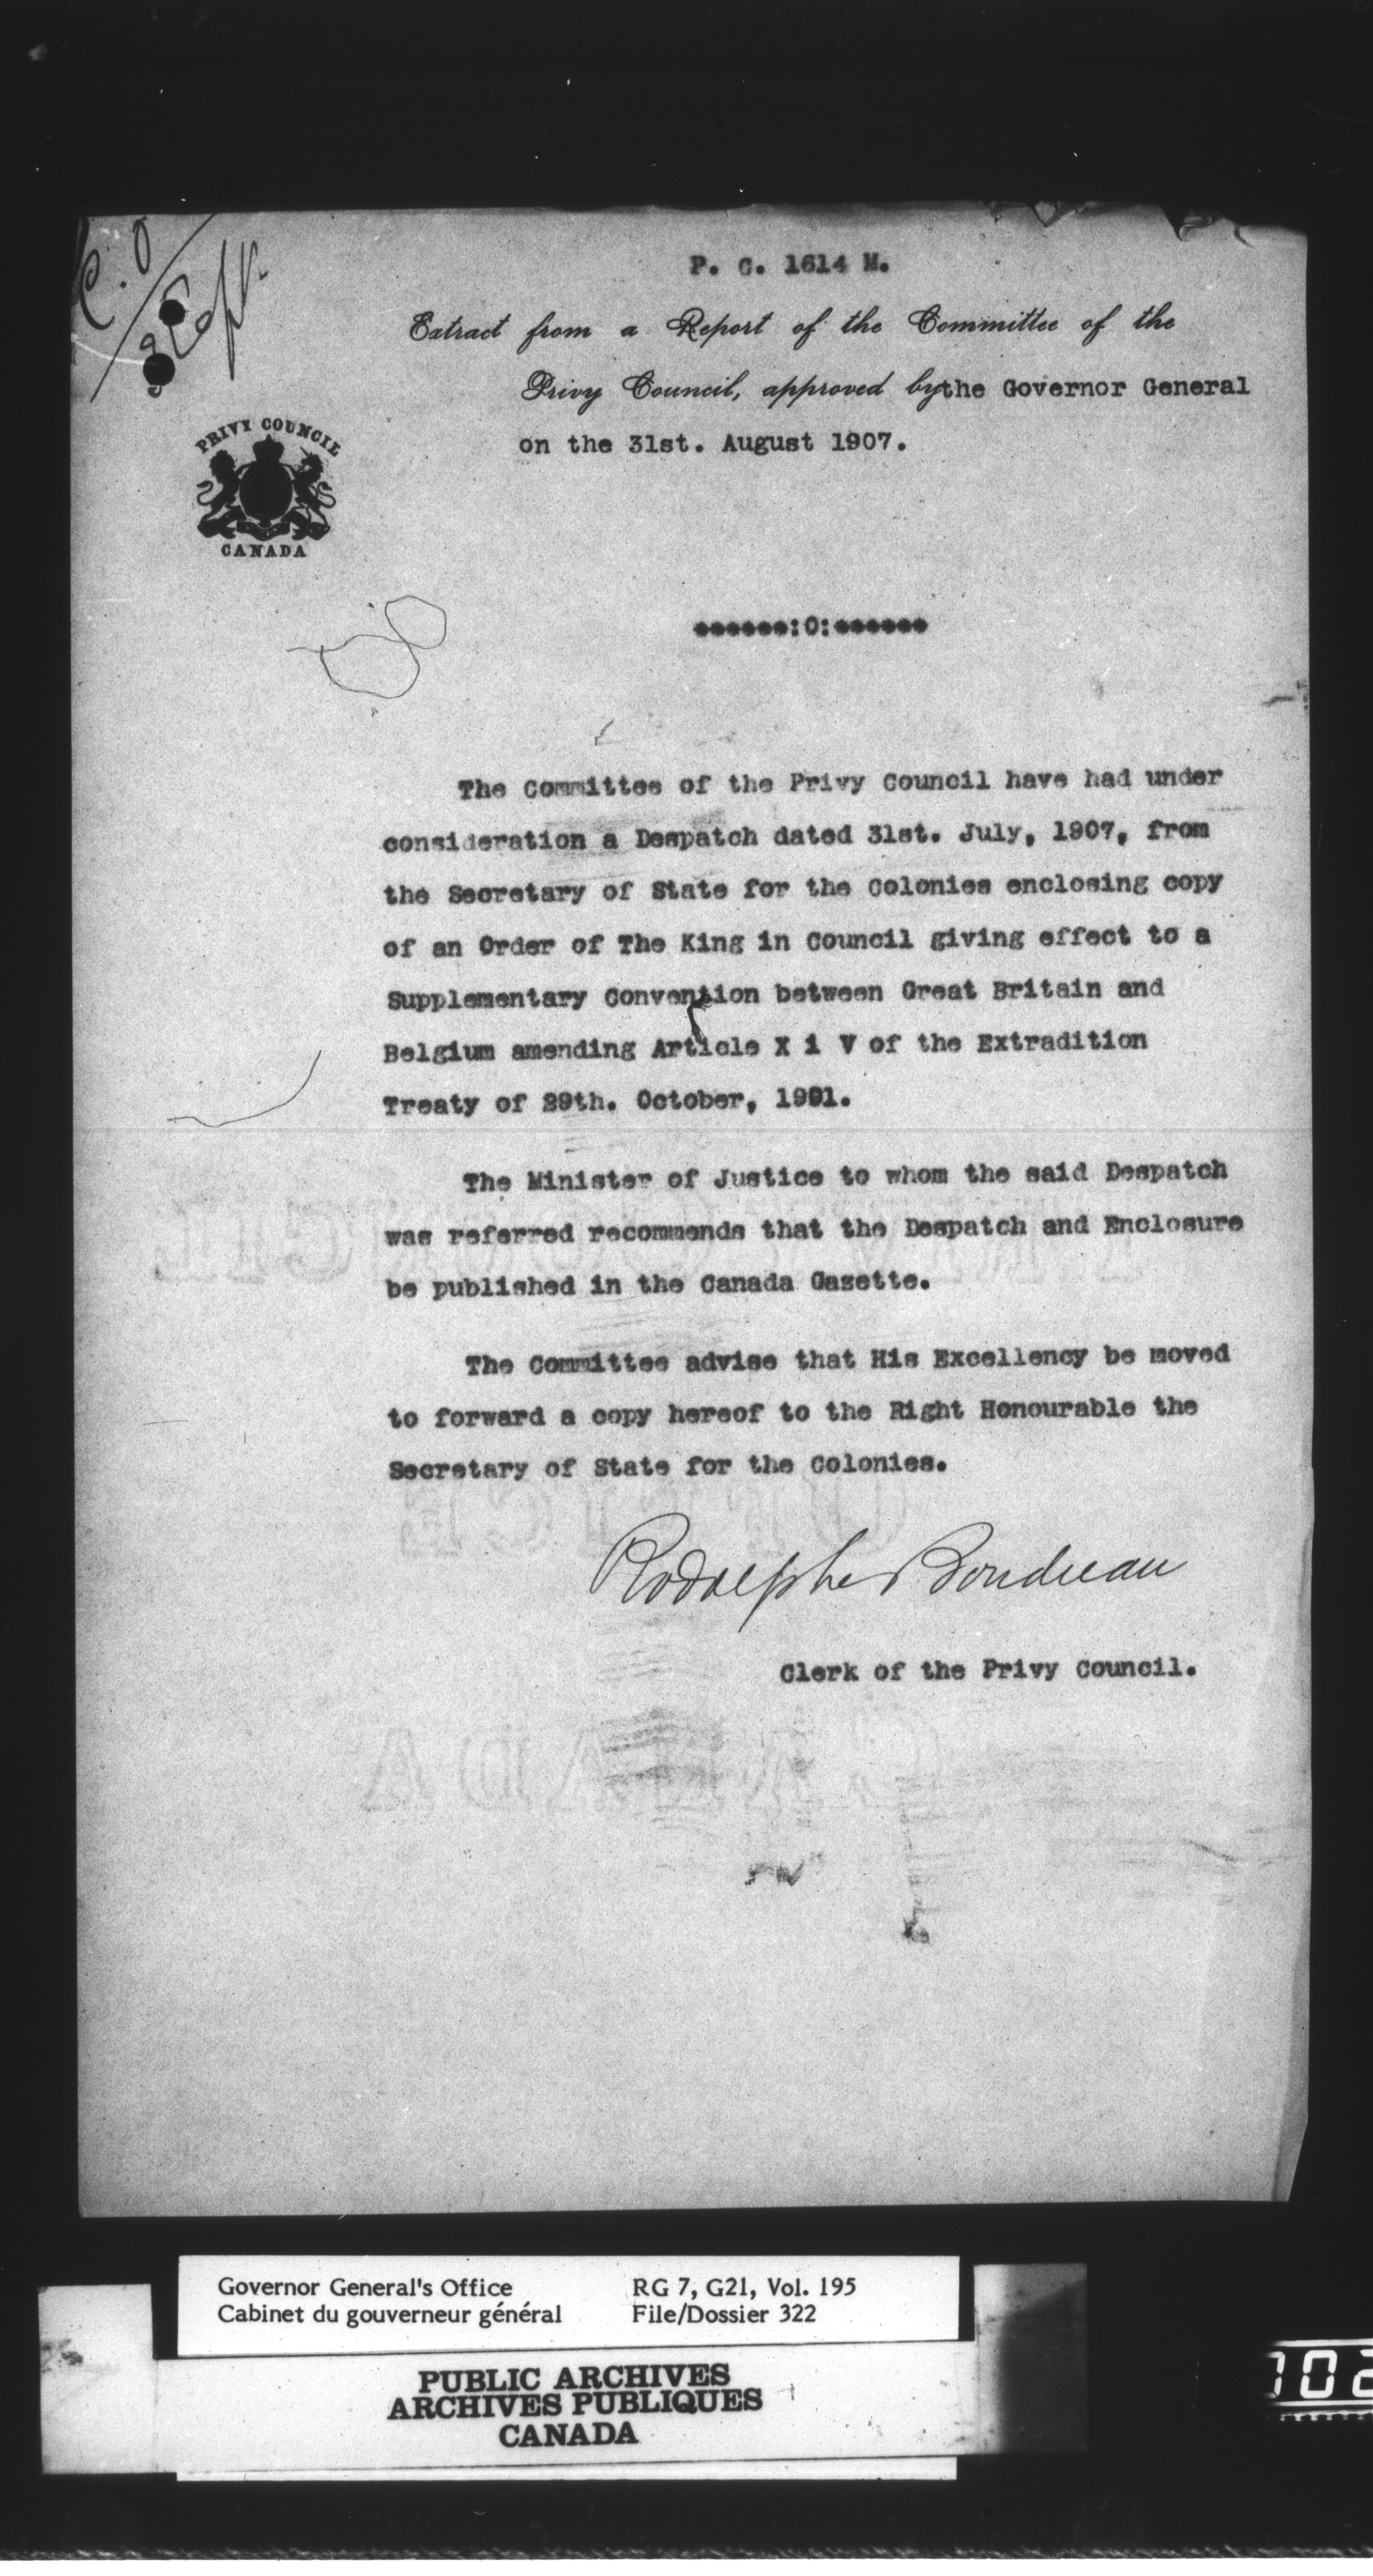 C.O
3 Sept.
P. C. 1614 M.
Extract from a Report of the Committee of the
Privy Council, approved by the Governor General
on the 31st. August 1907.
PRIVY COUNCIL
CANADA
******:0:******
The Committee of the Privy Council have had under
consideration a Despatch dated 31st. July, 1907, from
the Secretary of State for the Colonies enclosing copy
of an Order of The King in Council giving effect to a
Supplementary Convention between Great Britain and
Belgium amending Article X i V of the Extradition
Treaty of 29th. October, 1901.
The Minister of Justice to whom the said Despatch
was referred recommends that the Despatch and Enclosure
be published in the Canada Gazette.
The Committee advise that His Excellency be moved
to forward a copy hereof to the Right Honourable the
Secretary of State for the Colonies.
Rodolphe Boudreau
Clerk of the Privy Council.
Governor General's Office RG 7, G21, Vol. 195
Cabinet du gouverneur général File/Dossier 322
PUBLIC ARCHIVES
ARCHIVES PUBLIQUES
CANADA